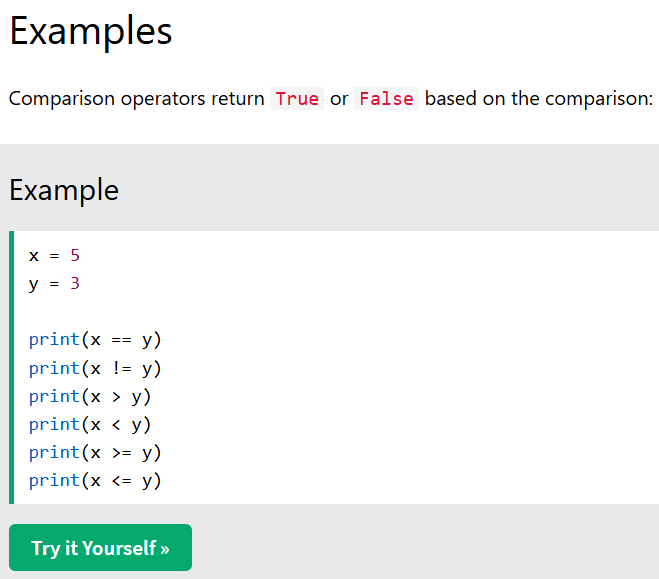 Examples
Comparison operators return True or False based on the comparison:
Example
x = 5
y = 3
print(x == y)
print(x != y)
print(x > y)
print(x < y)
print(x >= y)
print(x <= y)
Try it Yourself »